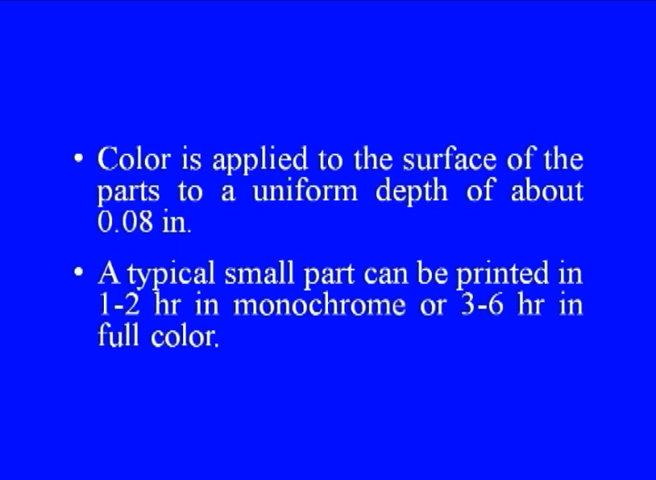 • Color is applied to the surface of the
parts to a uniform depth of about
0.08 in.
• A typical small part can be printed in
1-2 hr in monochrome or 3-6 hr in
full color.